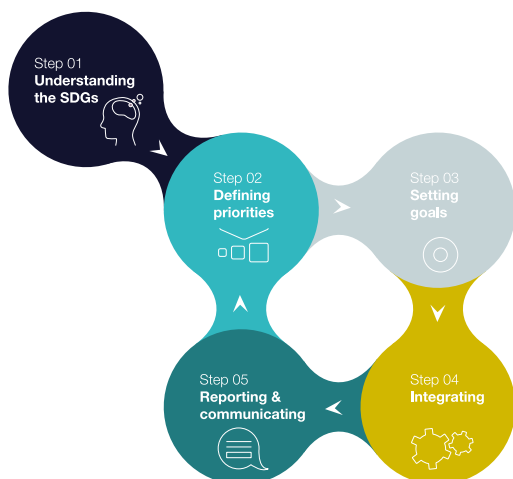 Step 01
Understanding
the SDGs
Step 02
Defining
priorities
Step 03
Setting
goals
Step 04
Integrating
Step 05
Reporting &
communicating